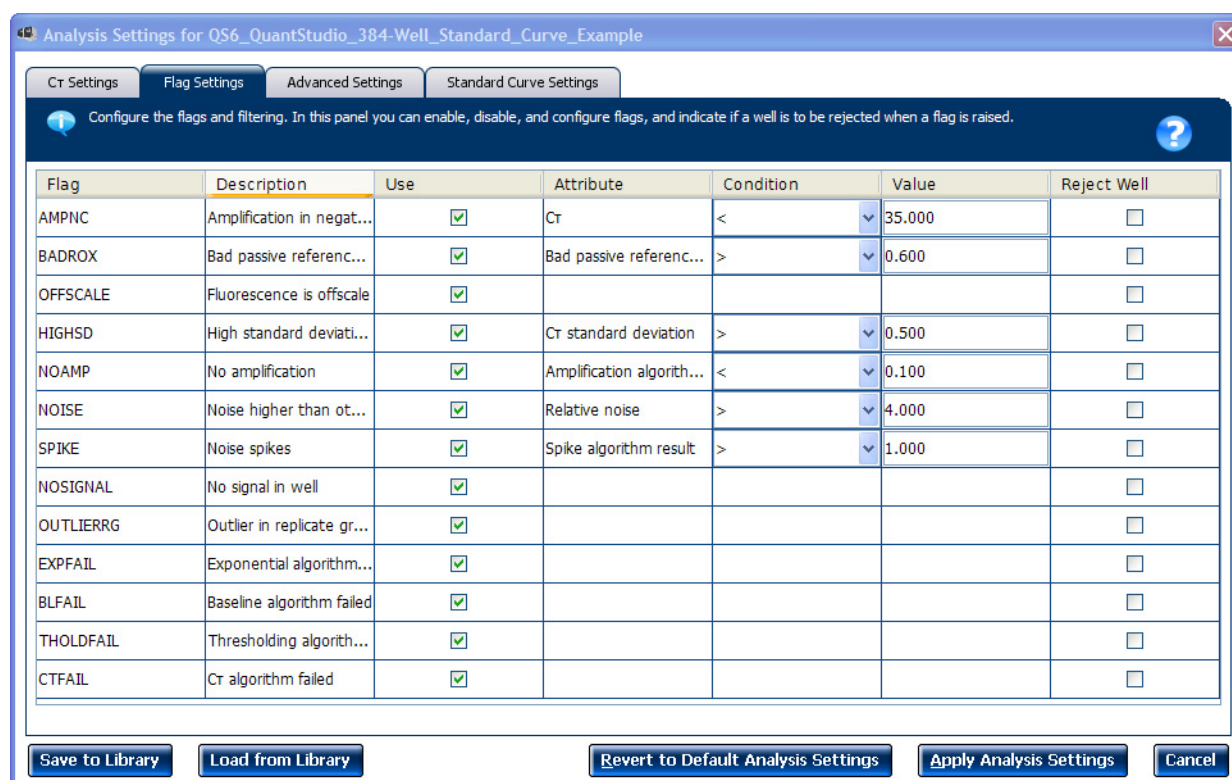 Analysis Settings for QS6_QuantStudio_384-Well_Standard_Curve_Example
Cᴛ Settings Flag Settings Advanced Settings Standard Curve Settings
Configure the flags and filtering. In this panel you can enable, disable, and configure flags, and indicate if a well is to be rejected when a flag is raised.
Flag Description Use Attribute Condition Value Reject Well
AMPNC Amplification in negat... Cᴛ < 35.000
BADROX Bad passive referenc... Bad passive referenc... > 0.600
OFFSCALE Fluorescence is offscale
HIGHSD High standard deviati... Cᴛ standard deviation > 0.500
NOAMP No amplification Amplification algorith... < 0.100
NOISE Noise higher than ot... Relative noise > 4.000
SPIKE Noise spikes Spike algorithm result > 1.000
NOSIGNAL No signal in well
OUTLIERRG Outlier in replicate gr...
EXPFAIL Exponential algorithm...
BLFAIL Baseline algorithm failed
THOLDFAIL Thresholding algorith...
CTFAIL Cᴛ algorithm failed
Save to Library Load from Library Revert to Default Analysis Settings Apply Analysis Settings Cancel